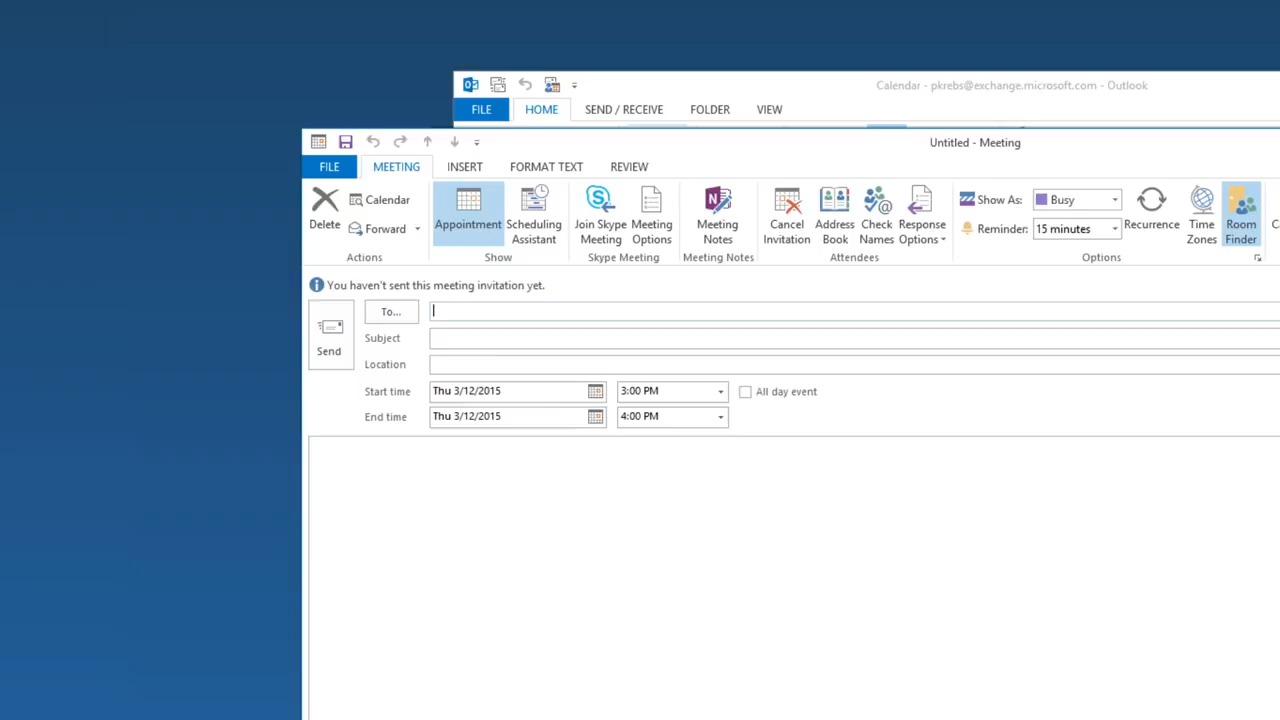 Calendar - pkrebs@exchange.microsoft.com - Outlook
FILE HOME SEND / RECEIVE FOLDER VIEW
Untitled - Meeting
FILE MEETING INSERT FORMAT TEXT REVIEW
Delete
Calendar
Forward
Actions
Appointment
Scheduling
Assistant
Show
Join Skype
Meeting
Meeting
Options
Skype Meeting
Meeting
Notes
Meeting Notes
Cancel
Invitation
Address
Book
Check
Names
Response
Options
Attendees
Show As: Busy
Reminder: 15 minutes
Recurrence
Time
Zones
Room
Finder
Options
You haven't sent this meeting invitation yet.
Send
To...
Subject
Location
Start time Thu 3/12/2015 3:00 PM All day event
End time Thu 3/12/2015 4:00 PM